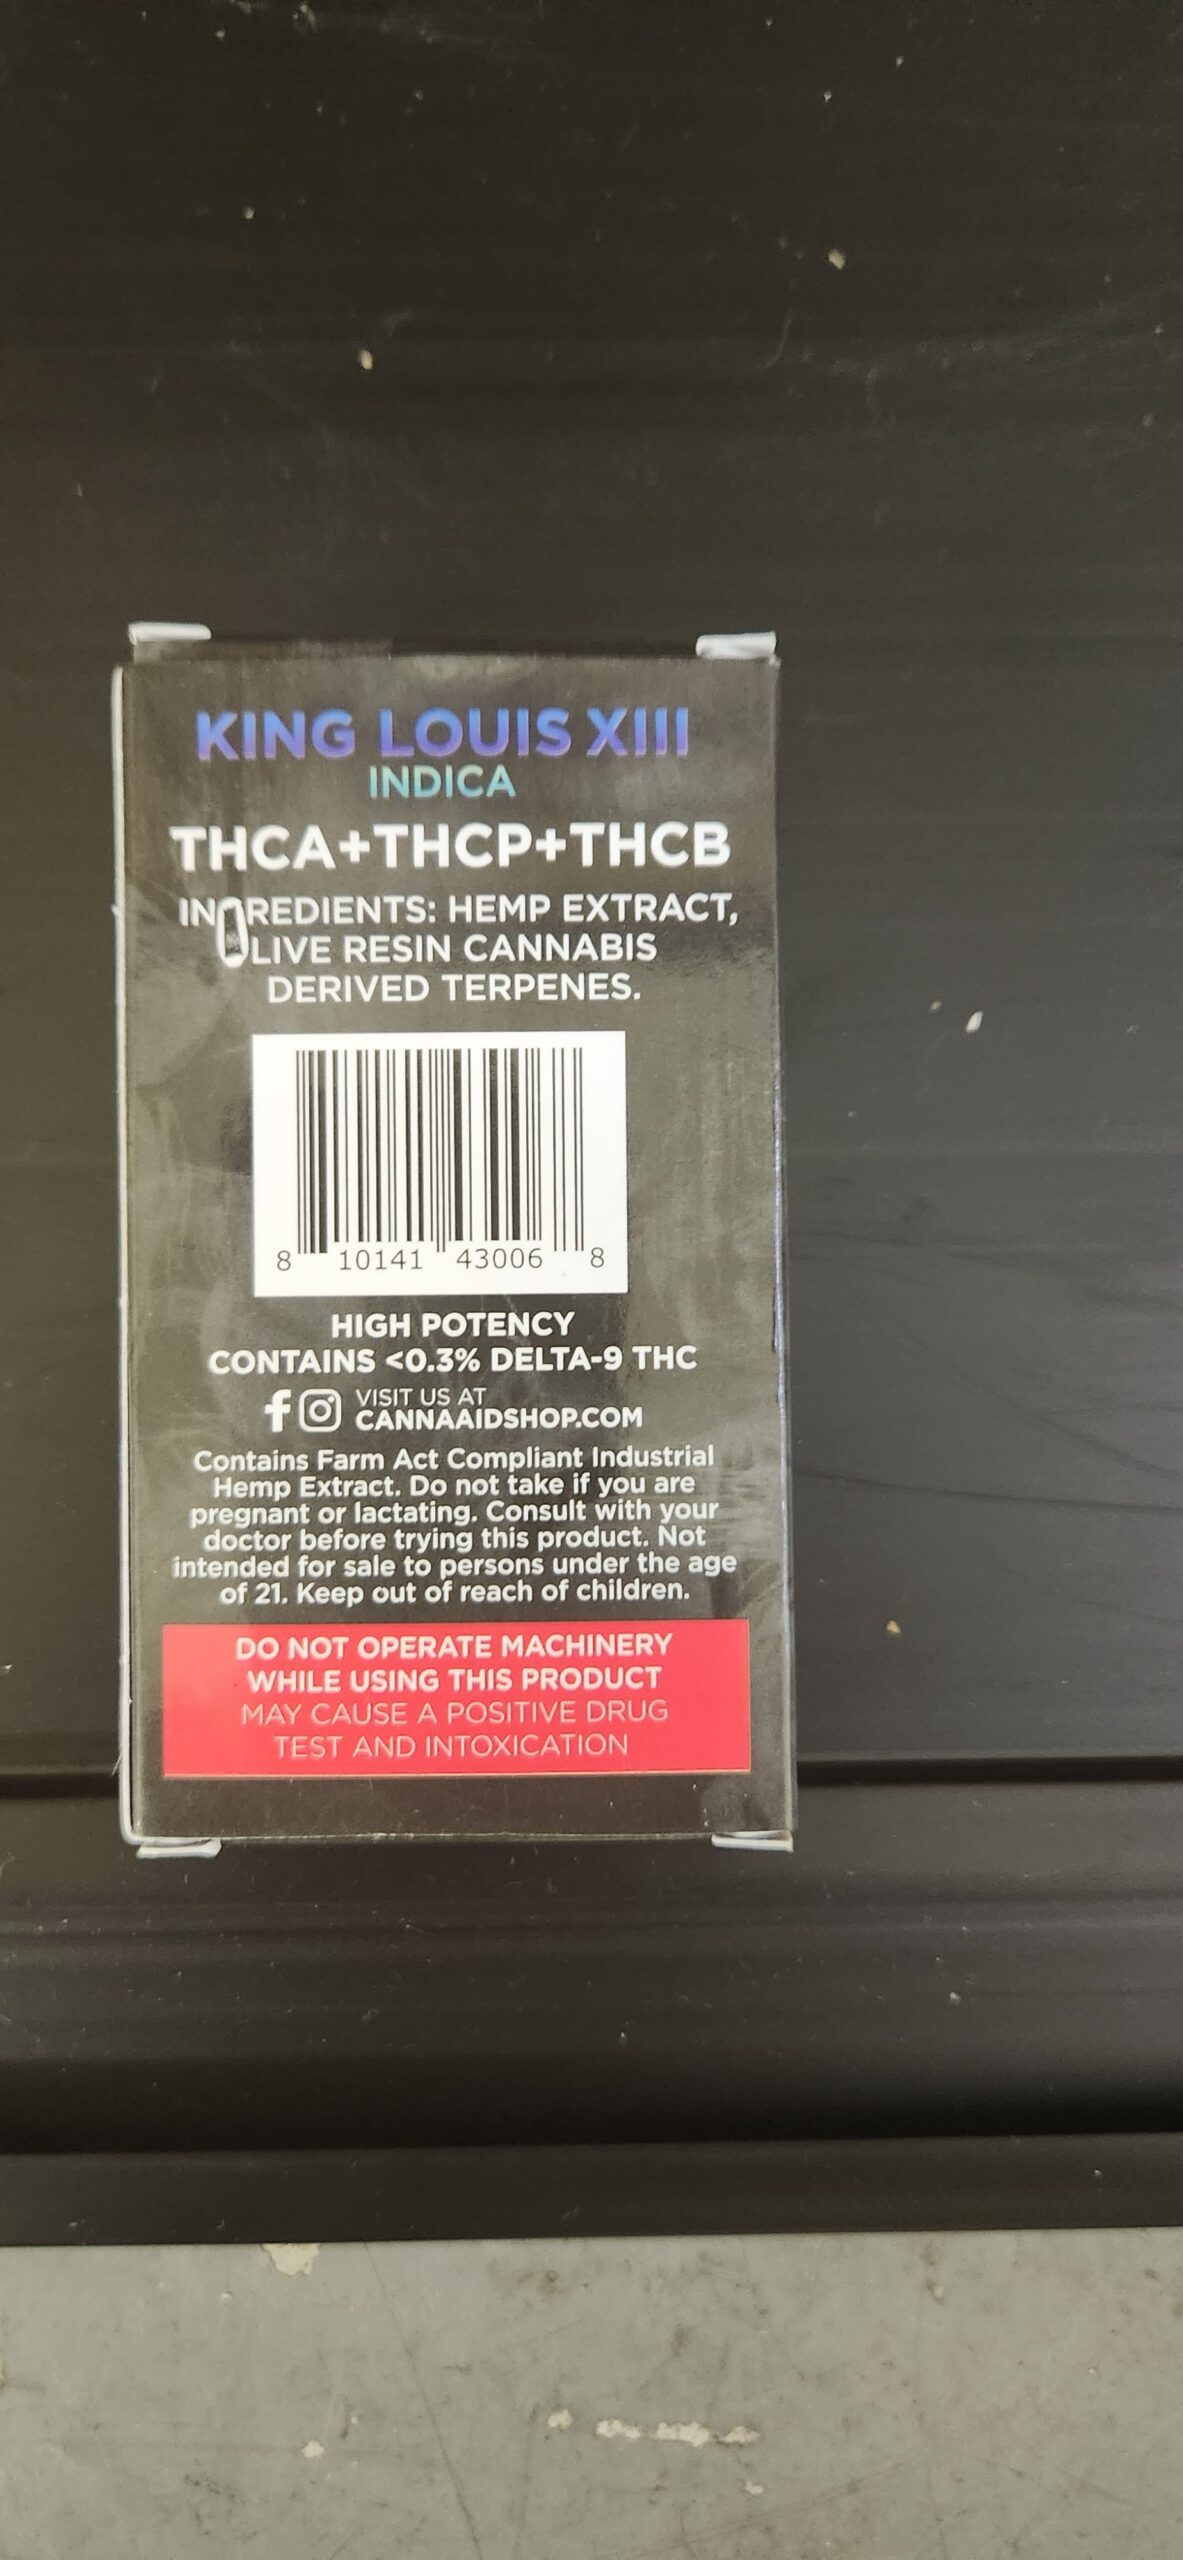 KING LOUIS XIII
INDICA
THCA+THCP+THCB
INGREDIENTS: HEMP EXTRACT,
LIVE RESIN CANNABIS
DERIVED TERPENES.
8 10141 43006 8
HIGH POTENCY
CONTAINS <0.3% DELTA-9 THC
VISIT US AT
CANNAAIDSHOP.COM
Contains Farm Act Compliant Industrial
Hemp Extract. Do not take if you are
pregnant or lactating. Consult with your
doctor before trying this product. Not
intended for sale to persons under the age
of 21. Keep out of reach of children.
DO NOT OPERATE MACHINERY
WHILE USING THIS PRODUCT
MAY CAUSE A POSITIVE DRUG
TEST AND INTOXICATION